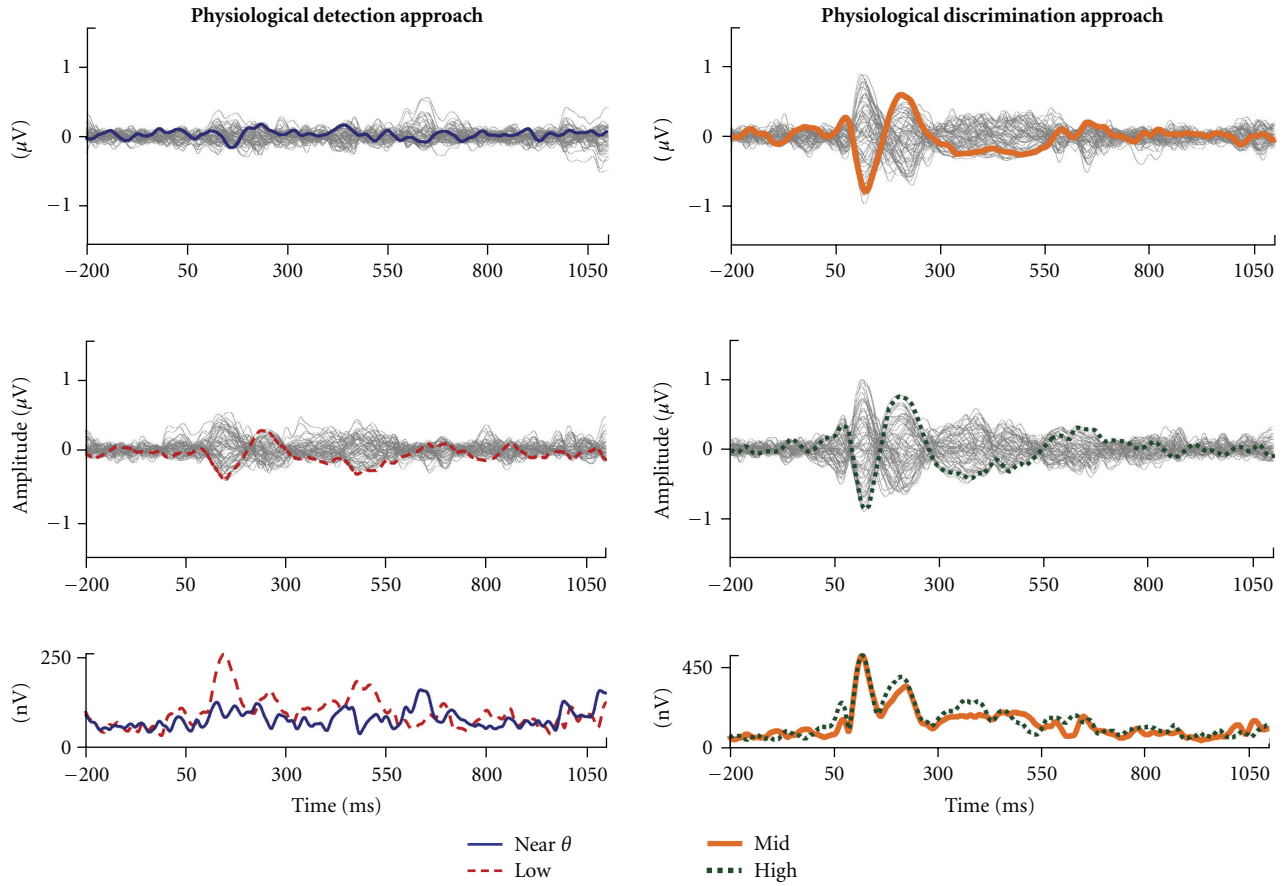 Physiological detection approach
Physiological discrimination approach
(μV)
1
0
−1
−200 50 300 550 800 1050
( μV)
1
0
−1
−200 50 300 550 800 1050
Amplitude (μV)
1
0
−1
−200 50 300 550 800 1050
Amplitude (μV)
1
0
−1
−200 50 300 550 800 1050
(nV)
250
0
−200 50 300 550 800 1050
Time (ms)
(nV)
450
0
−200 50 300 550 800 1050
Time (ms)
Near θ
Low
Mid
High